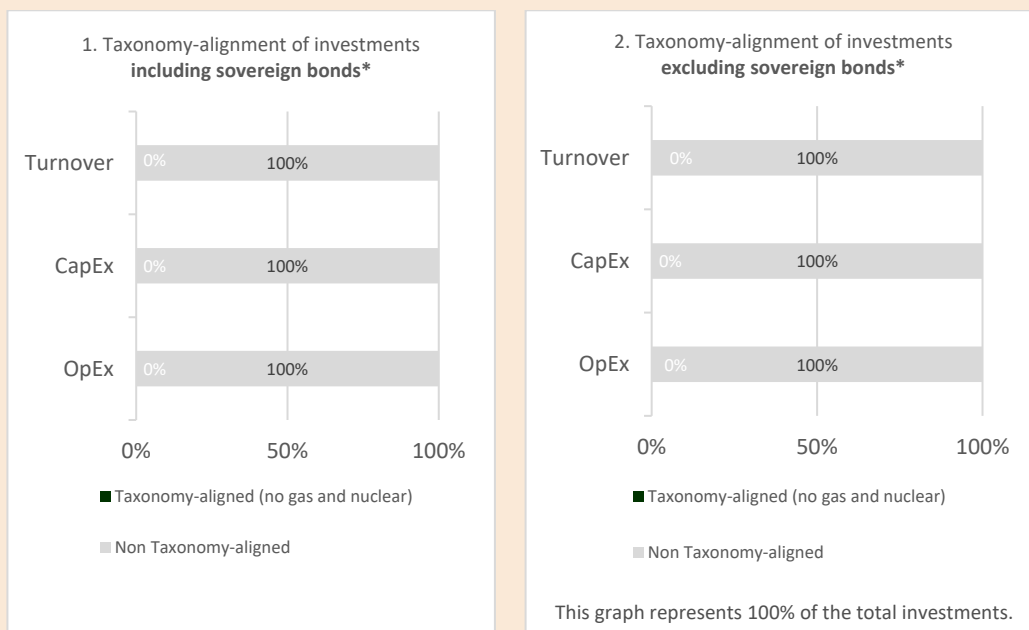 1. Taxonomy-alignment of investments
including sovereign bonds*
Turnover
0%
100%
CapEx
0%
100%
OpEx
0%
100%
0%
50%
100%
Taxonomy-aligned (no gas and nuclear)
Non Taxonomy-aligned
2. Taxonomy-alignment of investments
excluding sovereign bonds*
Turnover
0%
100%
CapEx
0%
100%
OpEx
0%
100%
0%
50%
100%
Taxonomy-aligned (no gas and nuclear)
Non Taxonomy-aligned
This graph represents 100% of the total investments.